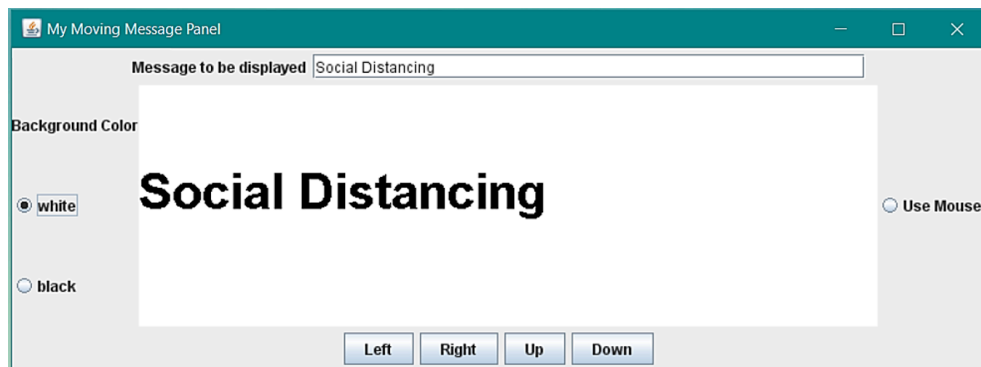 My Moving Message Panel
Message to be displayed Social Distancing
Background Color
Social Distancing
white
Use Mouse
black
Left Right Up Down